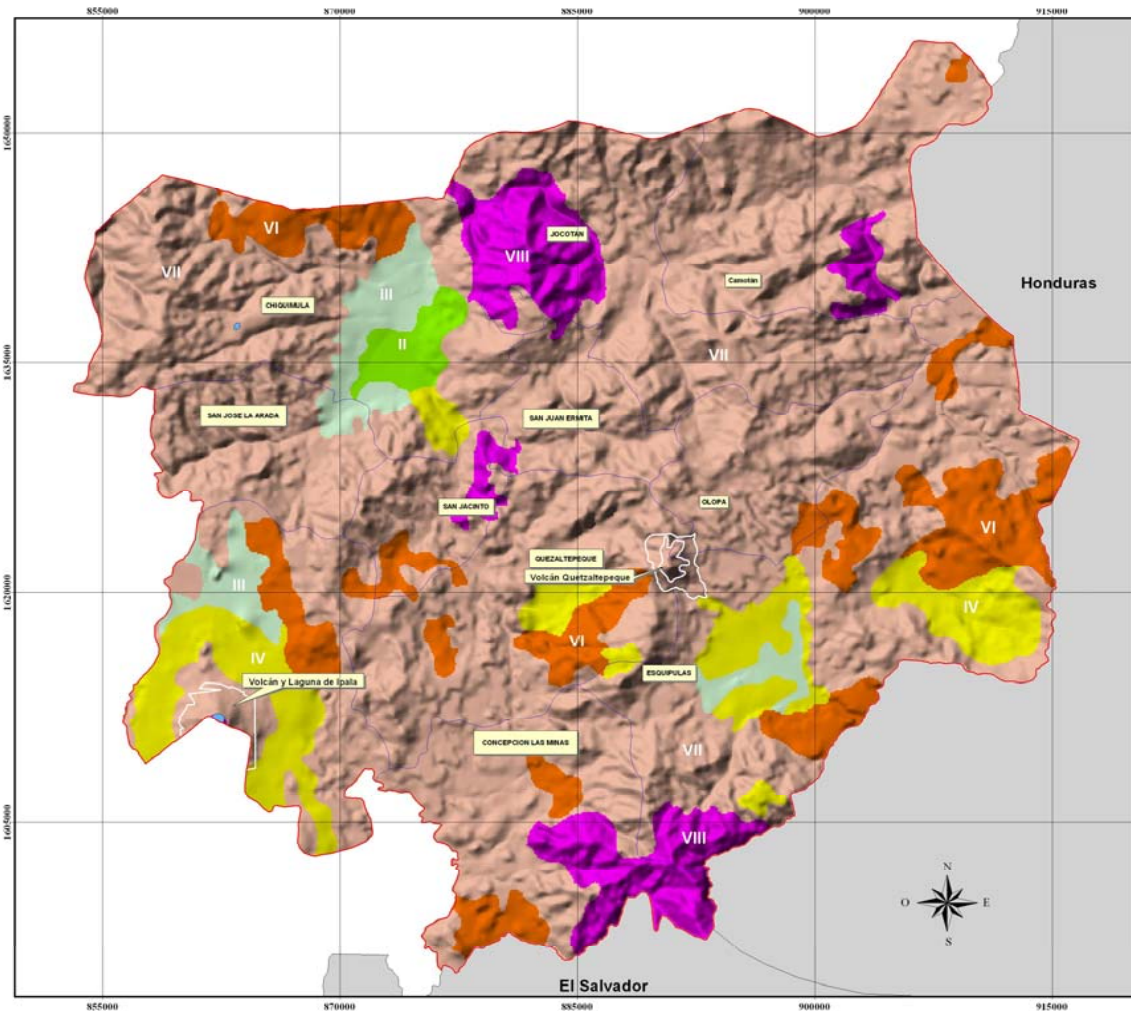 855000 870000 885000 900000 915000
1650000
VI
JOCOTAN
VII
VIII
Camotán
Honduras
III
CHIQUIMULA
II
VII
1635000
SAN JOSE LA ARADA
SAN JUAN ERMITA
OLOPA
SAN JACINTO
VI
QUEZALTEPEQUE
Volcán Quetzaltepeque
III
1620000
IV
VI
IV
ESQUIPULAS
Volcán y Laguna de Ipala
CONCEPCION LAS MINAS
VII
1605000
VIII
N
O E
S
El Salvador
855000 870000 885000 900000 915000